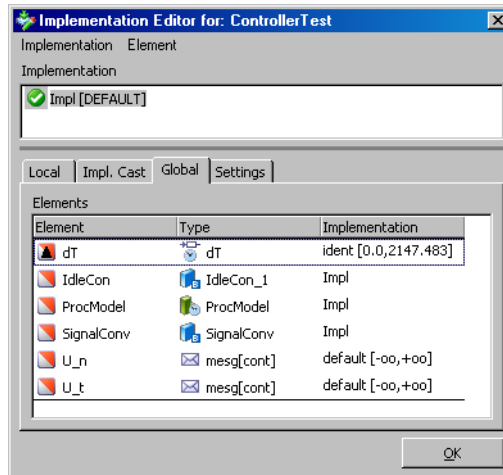 Implementation Editor for: ControllerTest
Implementation Element
Implementation
Impl [DEFAULT]
Local Impl. Cast Global Settings
Elements
Element Type Implementation
dT dT ident [0.0,2147.483]
IdleCon IdleCon_1 Impl
ProcModel ProcModel Impl
SignalConv SignalConv Impl
U_n mesg[cont] default [-oo,+oo]
U_t mesg[cont] default [-oo,+oo]
OK